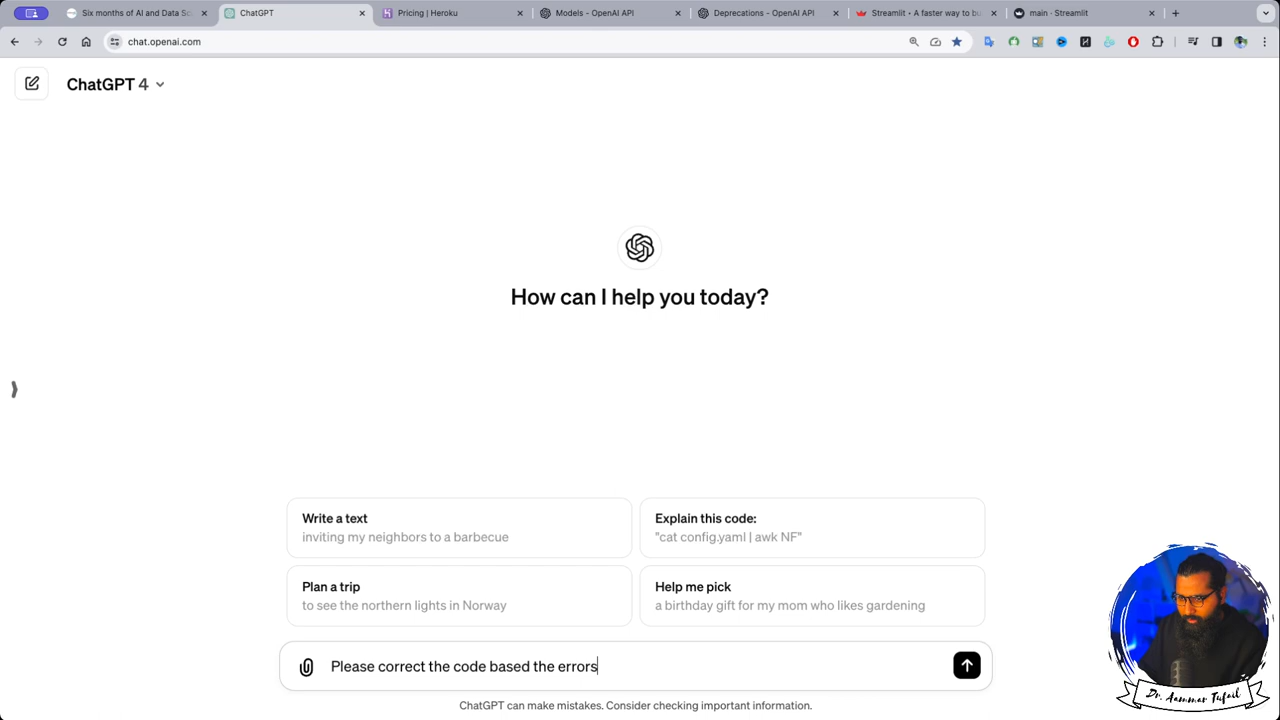 Six months of AI and Data Sc
ChatGPT
Pricing | Heroku
Models - OpenAI API
Deprecations - OpenAI API
Streamlit • A faster way to bu
main · Streamlit
chat.openai.com
ChatGPT 4
How can I help you today?
Write a text
inviting my neighbors to a barbecue
Explain this code:
"cat config.yaml | awk NF"
Plan a trip
to see the northern lights in Norway
Help me pick
a birthday gift for my mom who likes gardening
Please correct the code based the errors
ChatGPT can make mistakes. Consider checking important information.
Dr. Aammar Tufail